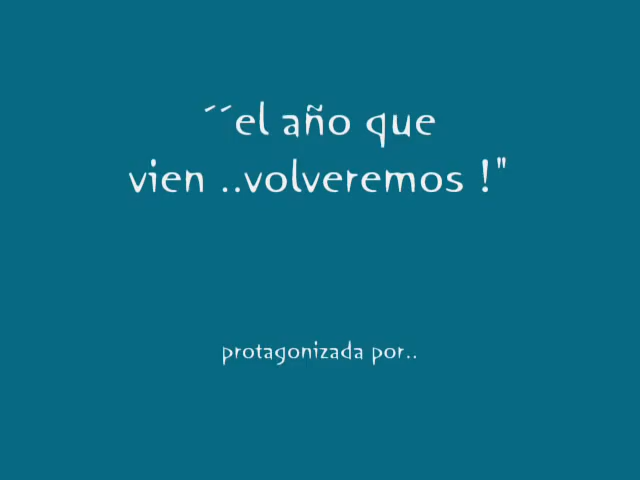 ´´el año que
vien ..volveremos !"
protagonizada por..